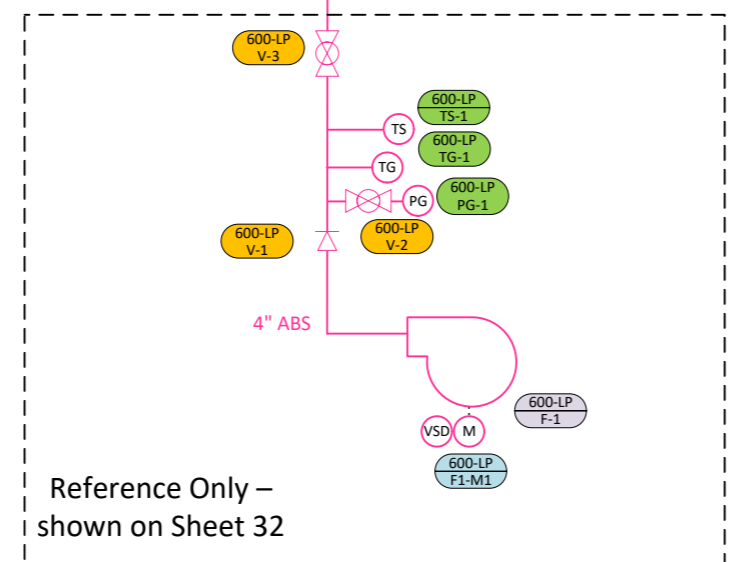 600-LP
V-3
600-LP
TS-1
TS
600-LP
TG-1
TG
600-LP
PG-1
PG
600-LP
V-1
600-LP
V-2
4" ABS
600-LP
F-1
VSD
M
600-LP
F1-M1
Reference Only –
shown on Sheet 32